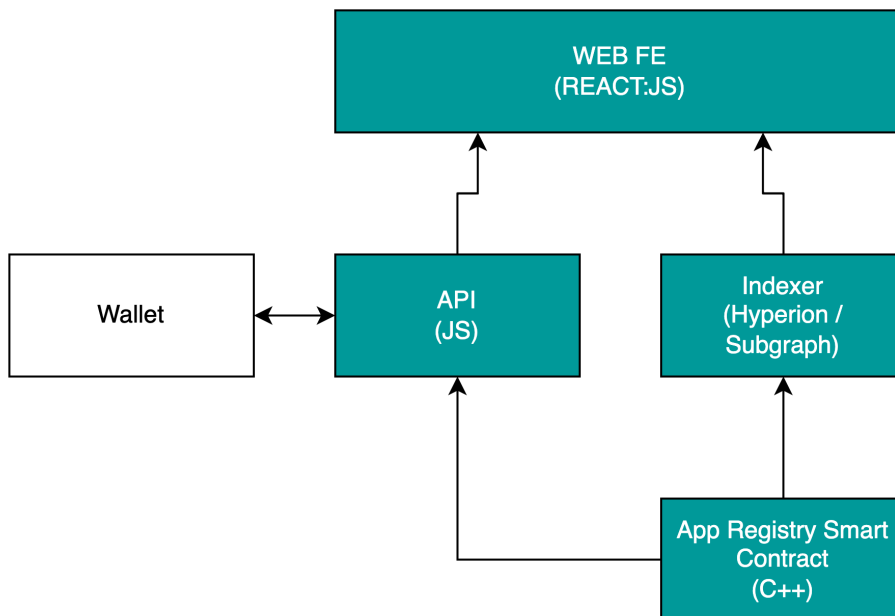 WEB FE
(REACT:JS)
Wallet
API
(JS)
Indexer
(Hyperion /
Subgraph)
App Registry Smart
Contract
(C++)